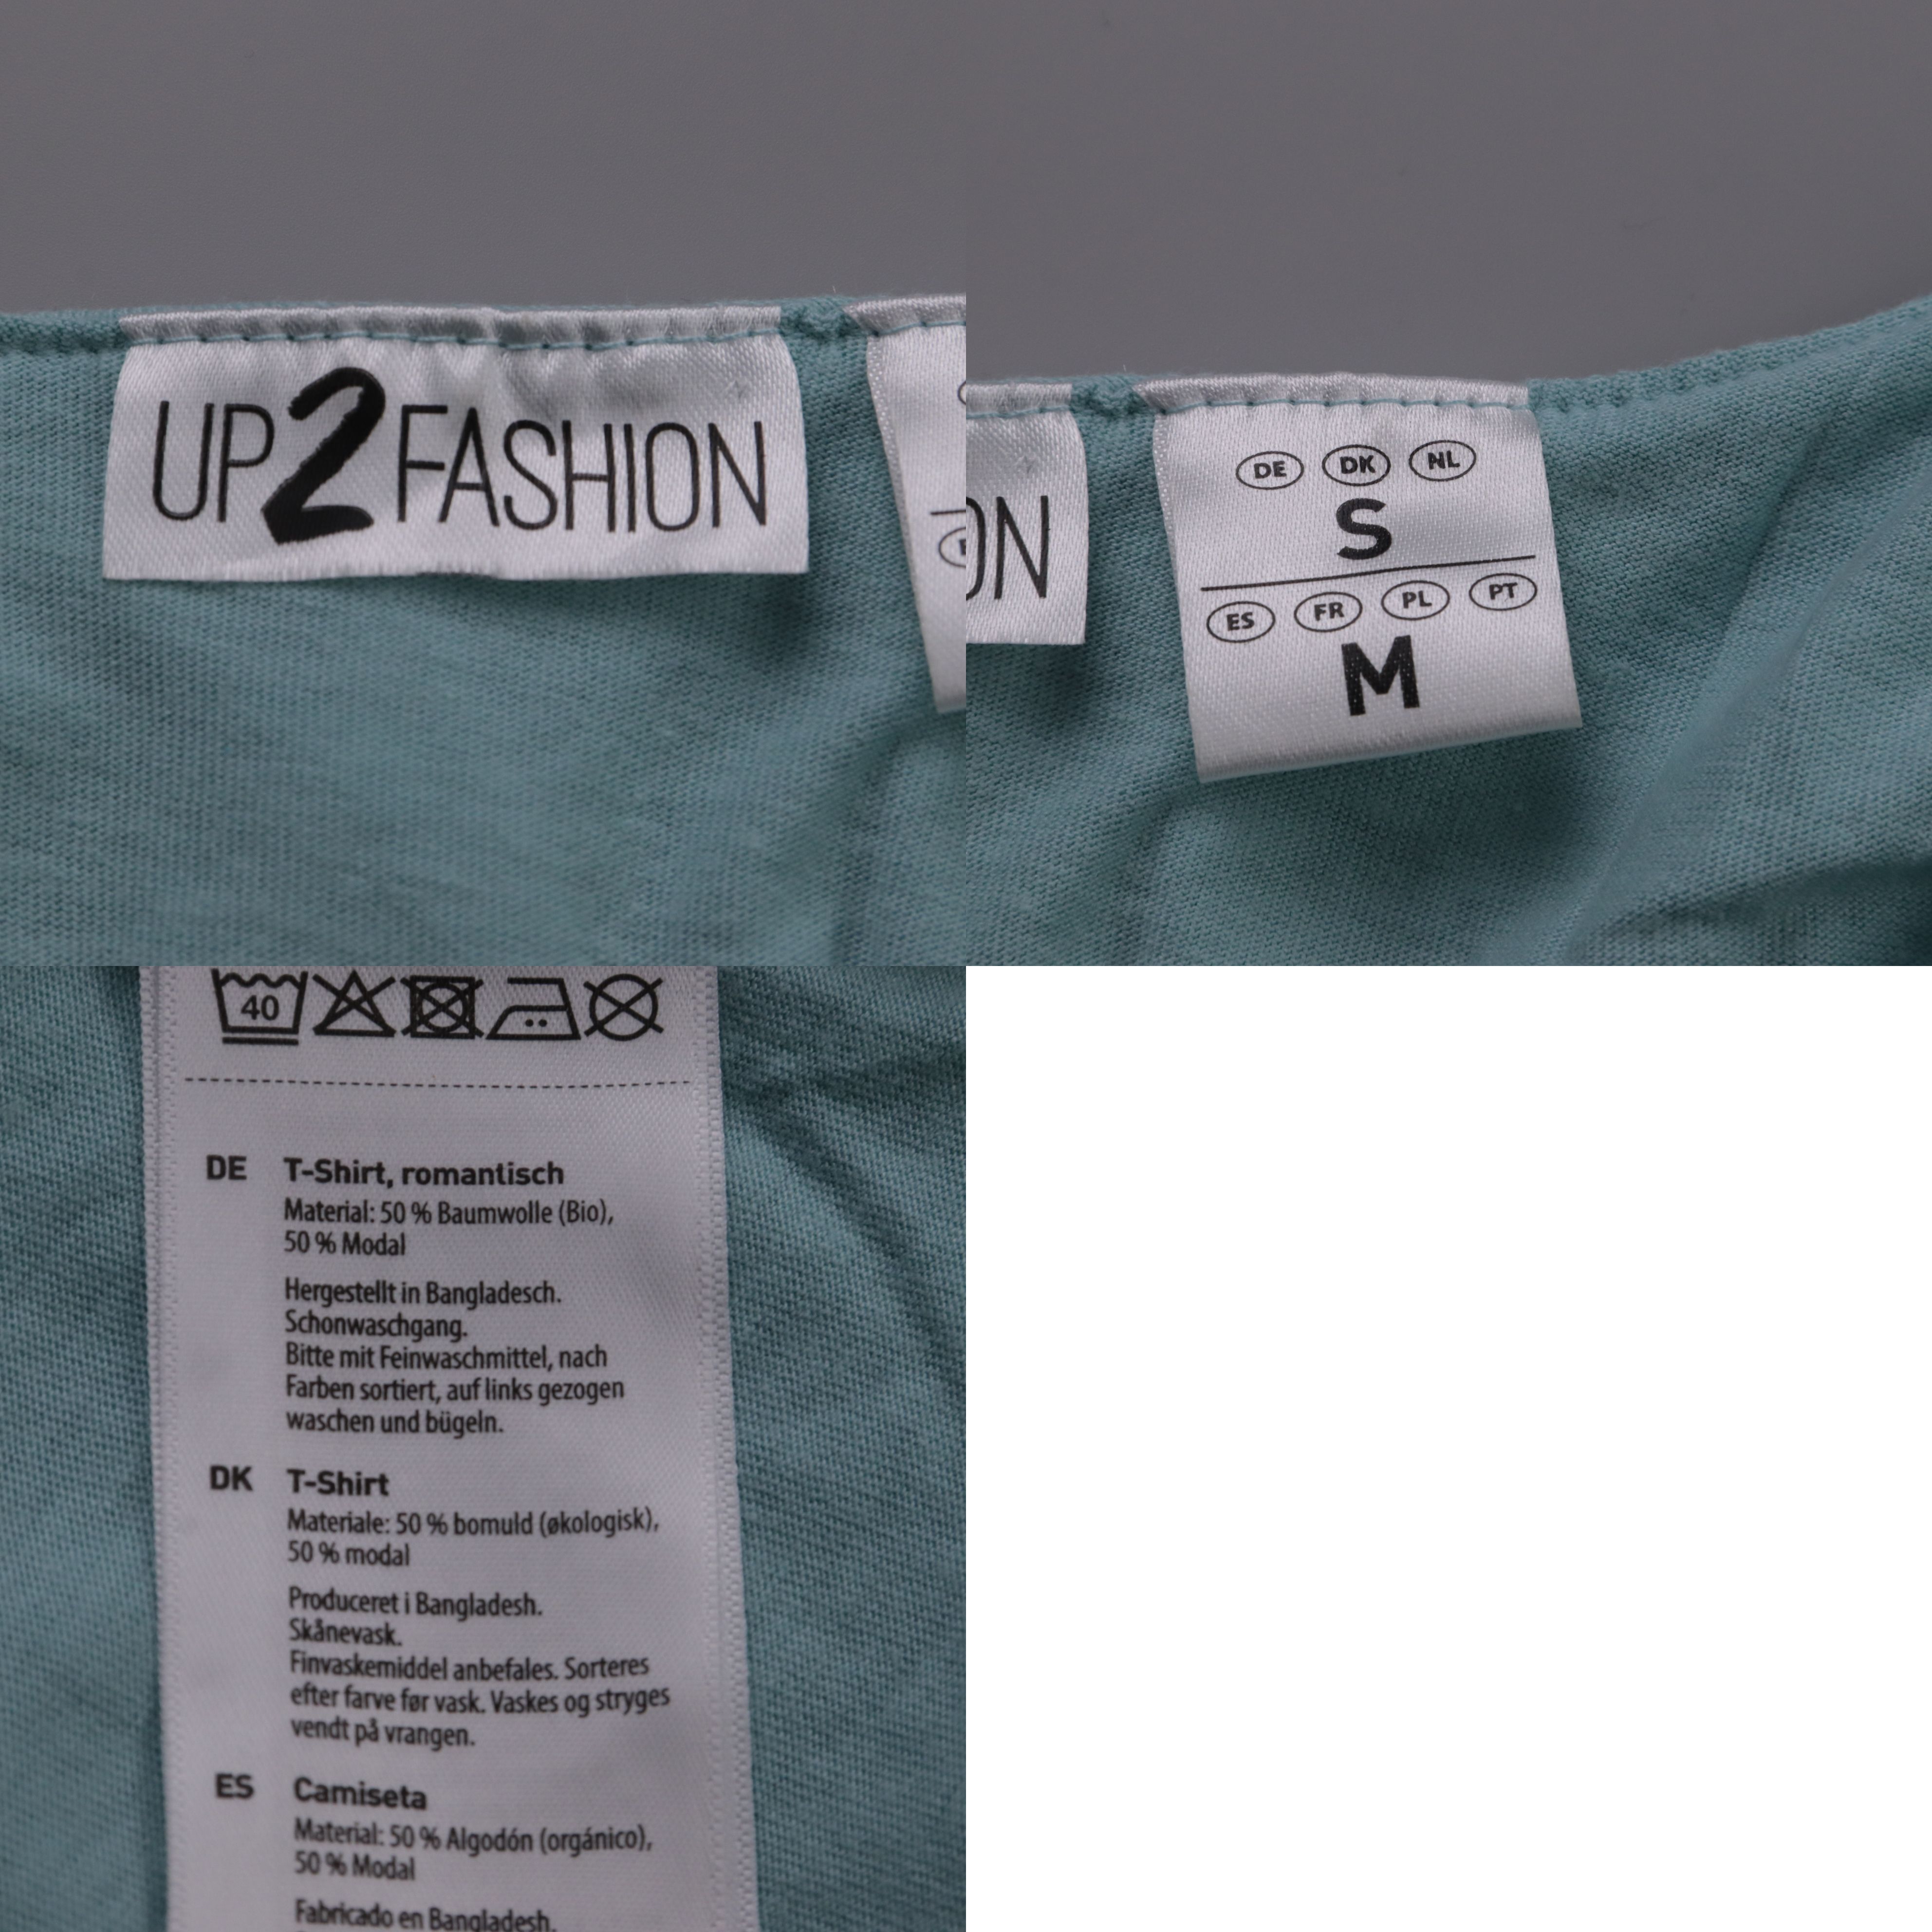 UP2FASHION
ON
DE DK NL
S
ES FR PL PT
M
40
DE T-Shirt, romantisch
Material: 50 % Baumwolle (Bio),
50 % Modal
Hergestellt in Bangladesch.
Schonwaschgang.
Bitte mit Feinwaschmittel, nach
Farben sortiert, auf links gezogen
waschen und bügeln.
DK T-Shirt
Materiale: 50 % bomuld (økologisk),
50 % modal
Produceret i Bangladesh.
Skånevask.
Finvaskemiddel anbefales. Sorteres
efter farve før vask. Vaskes og stryges
vendt på vrangen.
ES Camiseta
Material: 50 % Algodón (orgánico),
50 % Modal
Fabricado en Bangladesh.